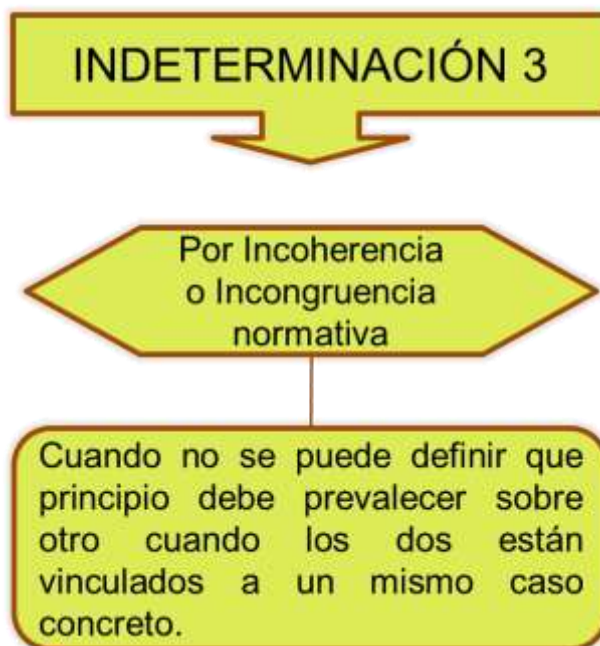 INDETERMINACIÓN 3
Por Incoherencia
o Incongruencia
normativa
Cuando no se puede definir que
principio debe prevalecer sobre
otro cuando los dos están
vinculados a un mismo caso
concreto.